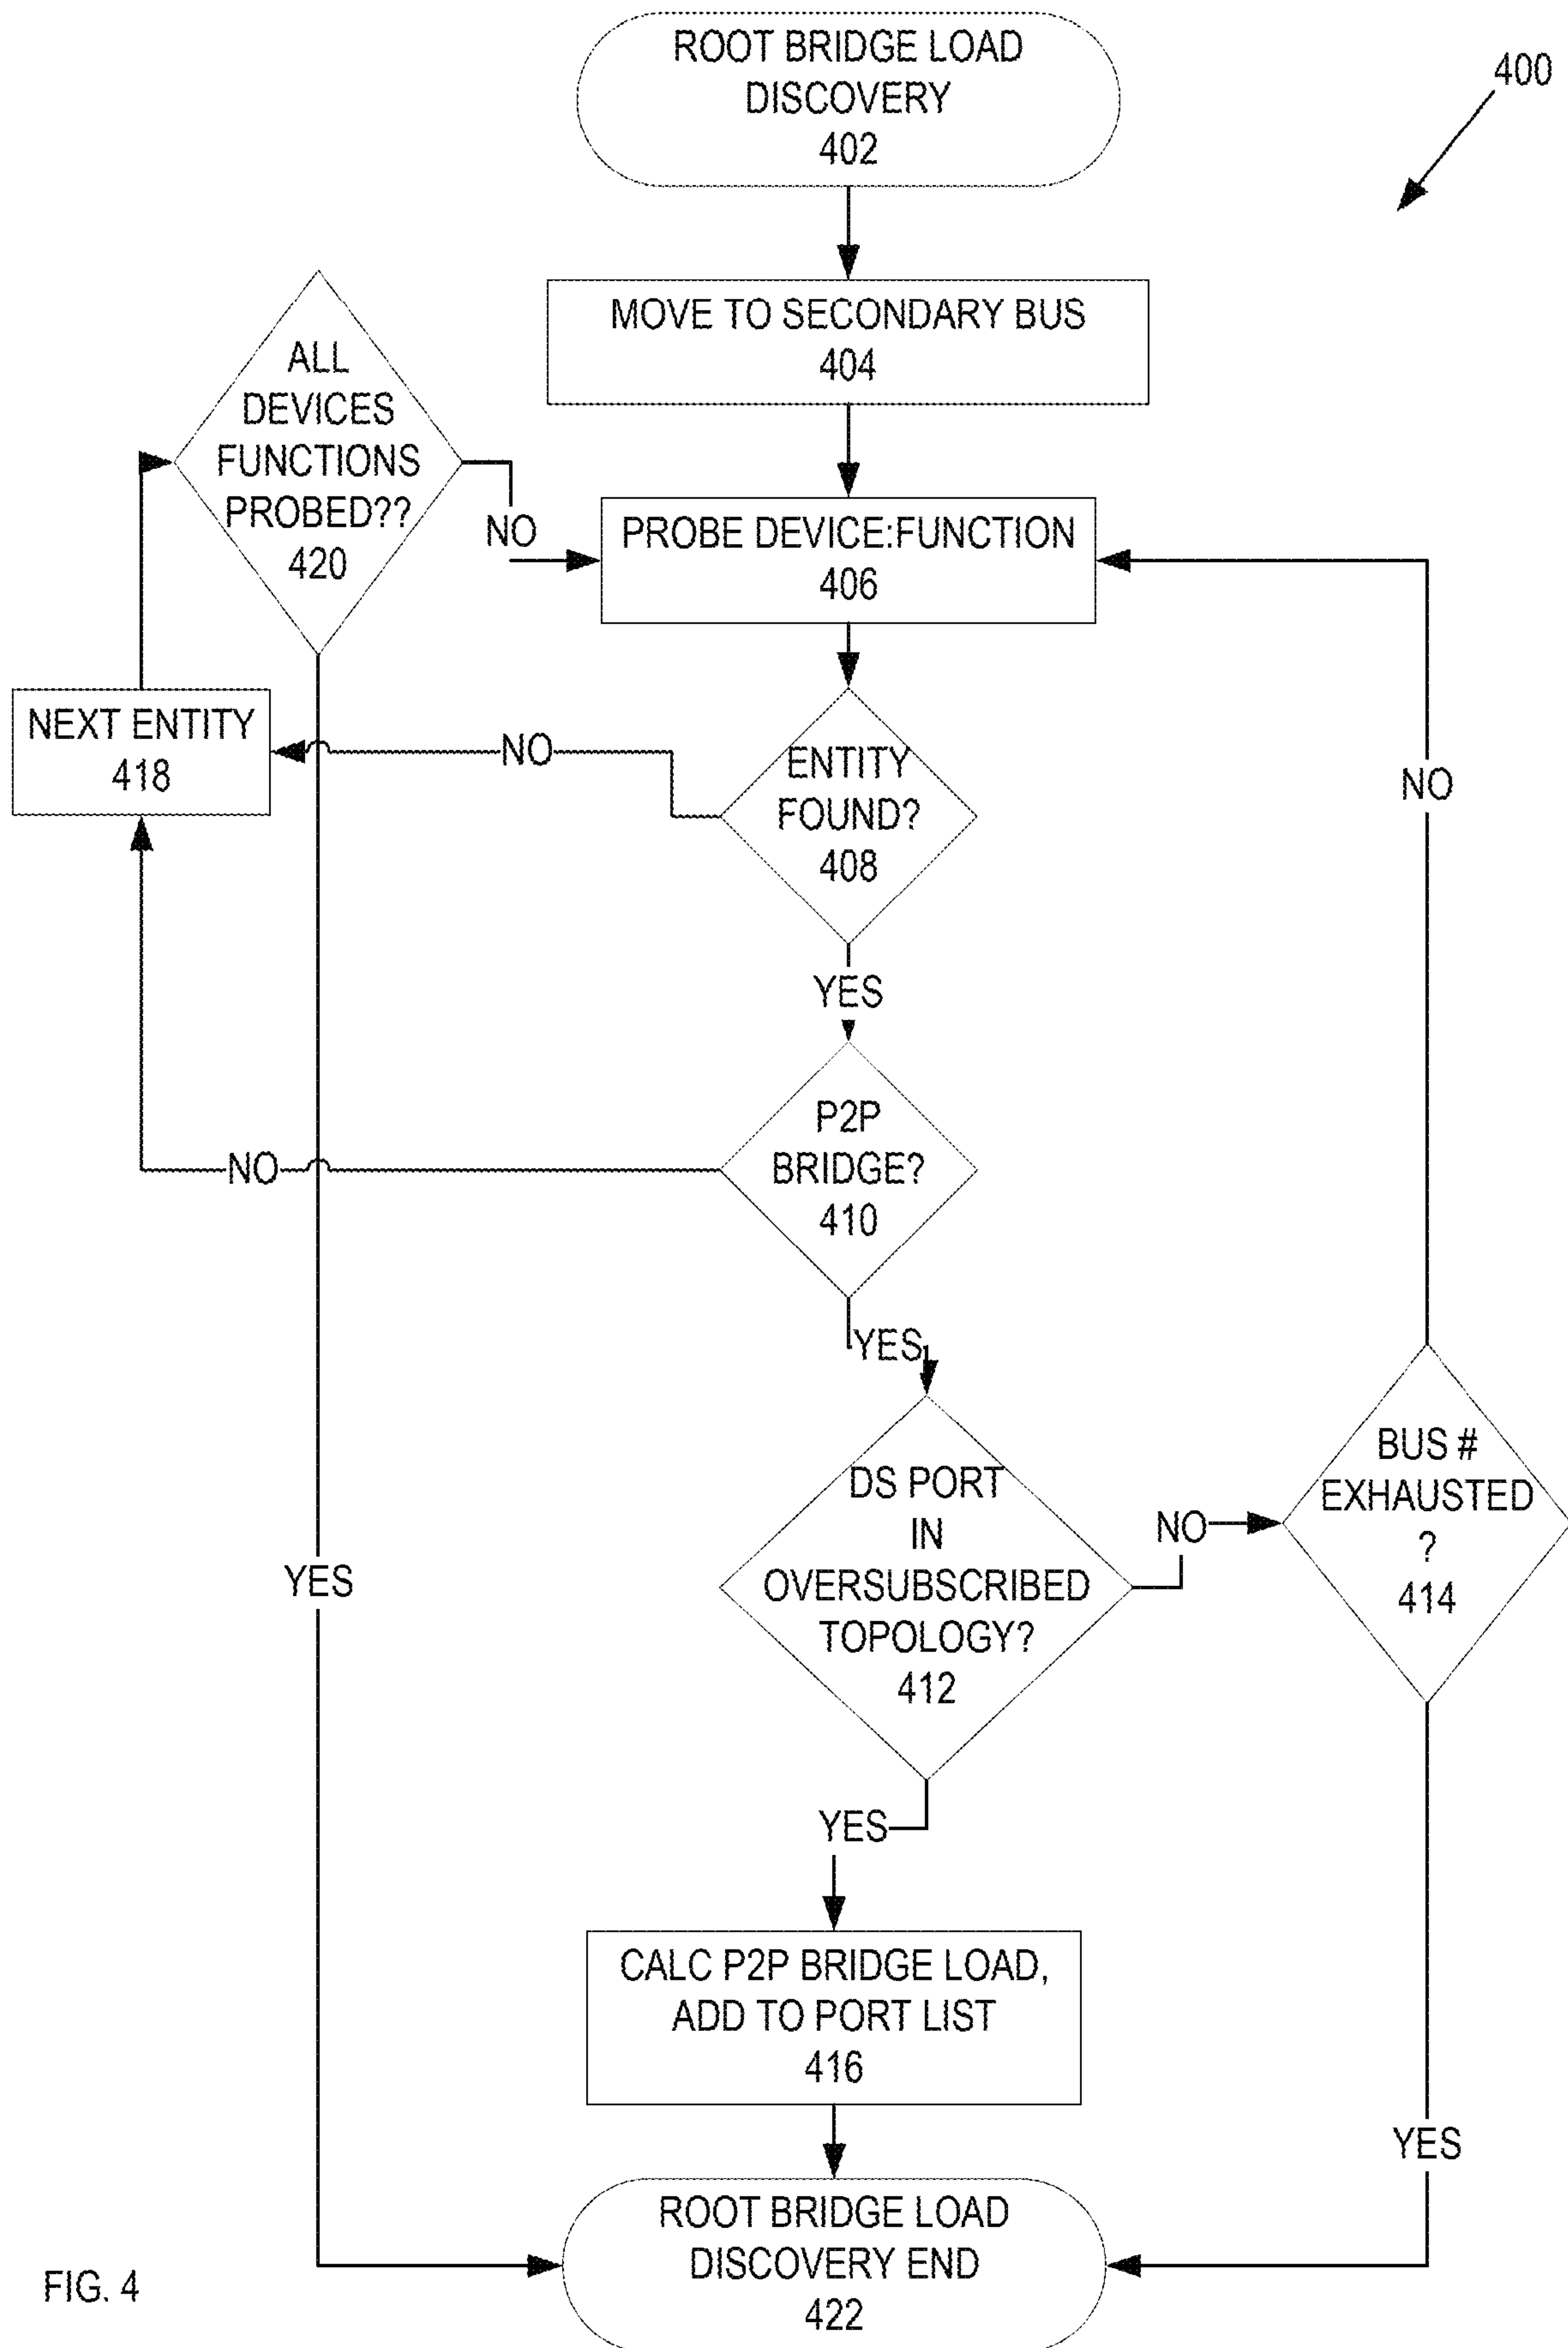 ROOT BRIDGE LOAD
DISCOVERY
402
400
MOVE TO SECONDARY BUS
404
ALL
DEVICES
FUNCTIONS
PROBED??
420
NO
PROBE DEVICE:FUNCTION
406
NEXT ENTITY
418
NO
ENTITY
FOUND?
408
NO
YES
P2P
BRIDGE?
410
NO
YES
DS PORT
IN
OVERSUBSCRIBED
TOPOLOGY?
412
NO
BUS #
EXHAUSTED
?
414
YES
YES
CALC P2P BRIDGE LOAD,
ADD TO PORT LIST
416
YES
ROOT BRIDGE LOAD
DISCOVERY END
422
FIG. 4